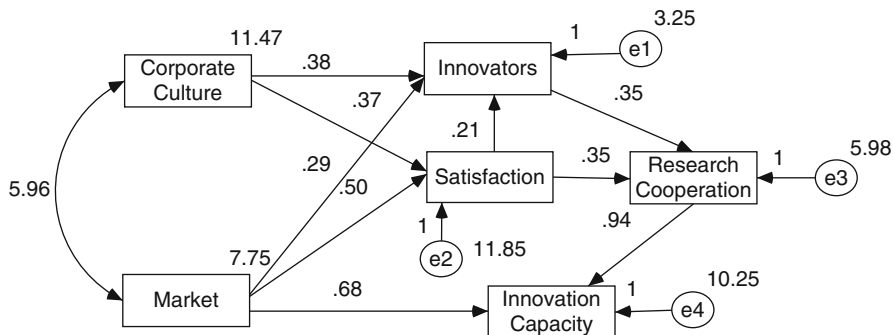 11.47
3.25
1
e1
Corporate
Culture
.38
Innovators
.37
.35
.21
5.96
.29
.50
Satisfaction
.35
Research
Cooperation
1
5.98
e3
.94
1
e2
11.85
7.75
Market
.68
Innovation
Capacity
1
10.25
e4